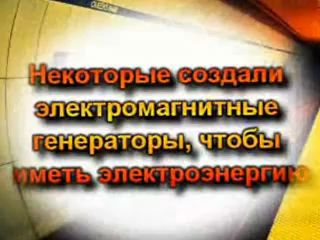 Некоторые создали
электромагнитные
генераторы, чтобы
иметь электроэнергию